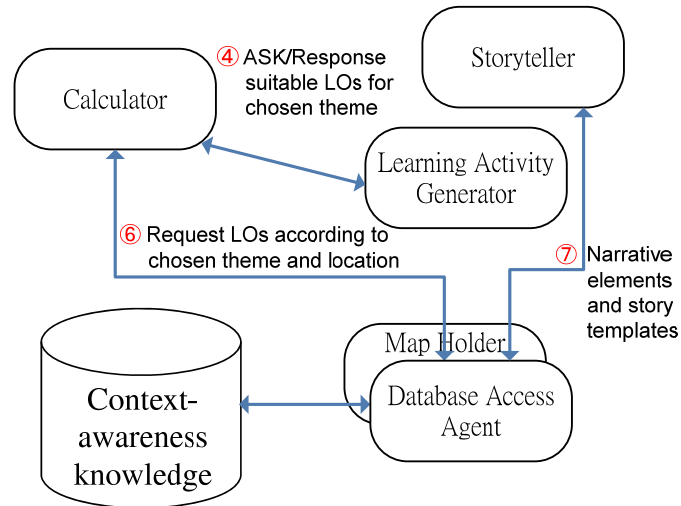 ④ ASK/Response
suitable LOs for
chosen theme
Storyteller
Calculator
Learning Activity
Generator
⑥ Request LOs according to
chosen theme and location
⑦ Narrative
elements
and story
templates
Map Holder
Database Access
Agent
Context-
awareness
knowledge